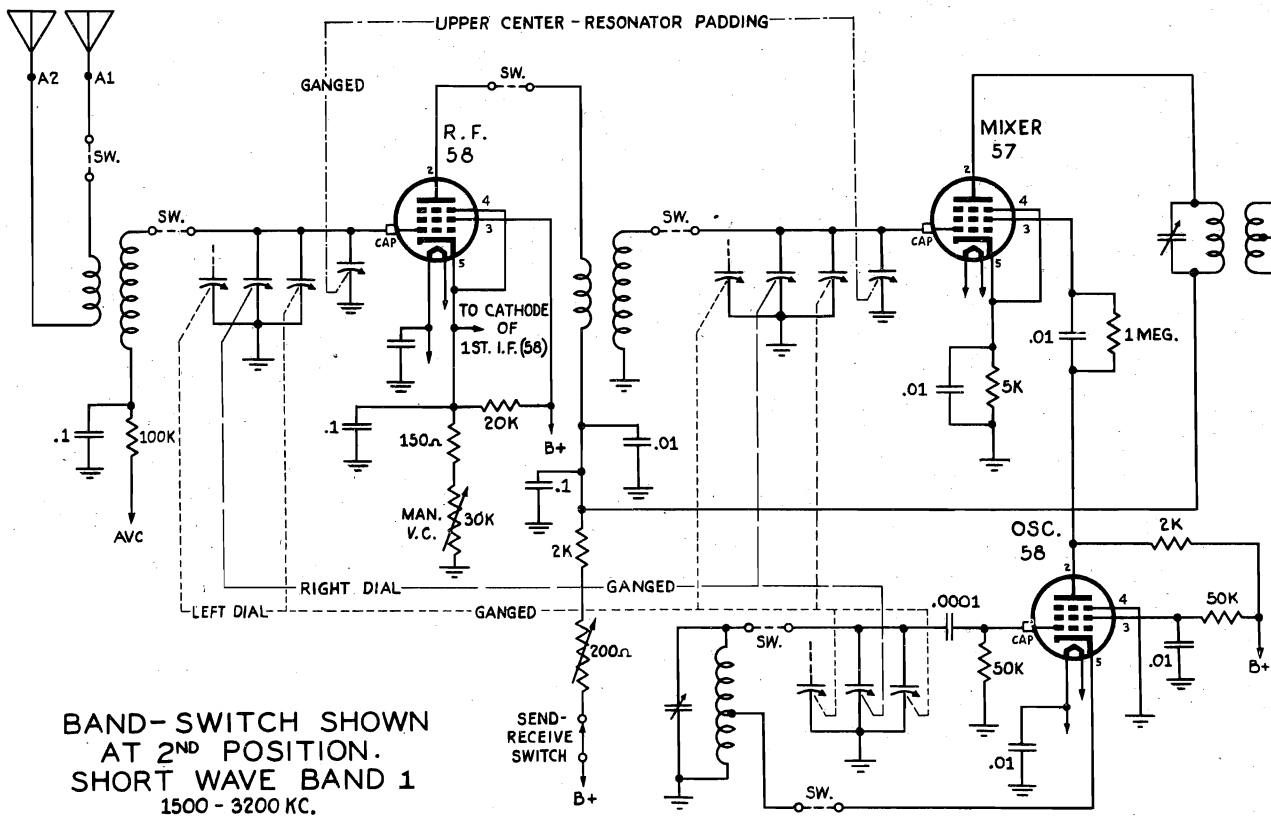 UPPER CENTER - RESONATOR PADDING
A2
A1
GANGED
SW.
SW.
R.F.
58
MIXER
57
2
2
SW.
SW.
4
3
4
3
CAP
CAP
5
5
TO CATHODE
OF
1ST. I.F. (58)
.01
1 MEG.
.01
5K
.1
100K
.1
20K
150Ω
B+
.01
.1
MAN.
V.C.
30K
AVC
2K
OSC.
58
2K
2
RIGHT DIAL
GANGED
LEFT DIAL
GANGED
.0001
4
3
50K
CAP
5
SW.
200Ω
50K
.01
B+
BAND-SWITCH SHOWN
AT 2ND POSITION.
SHORT WAVE BAND 1
1500 - 3200 KC.
SEND-
RECEIVE
SWITCH
B+
.01
SW.